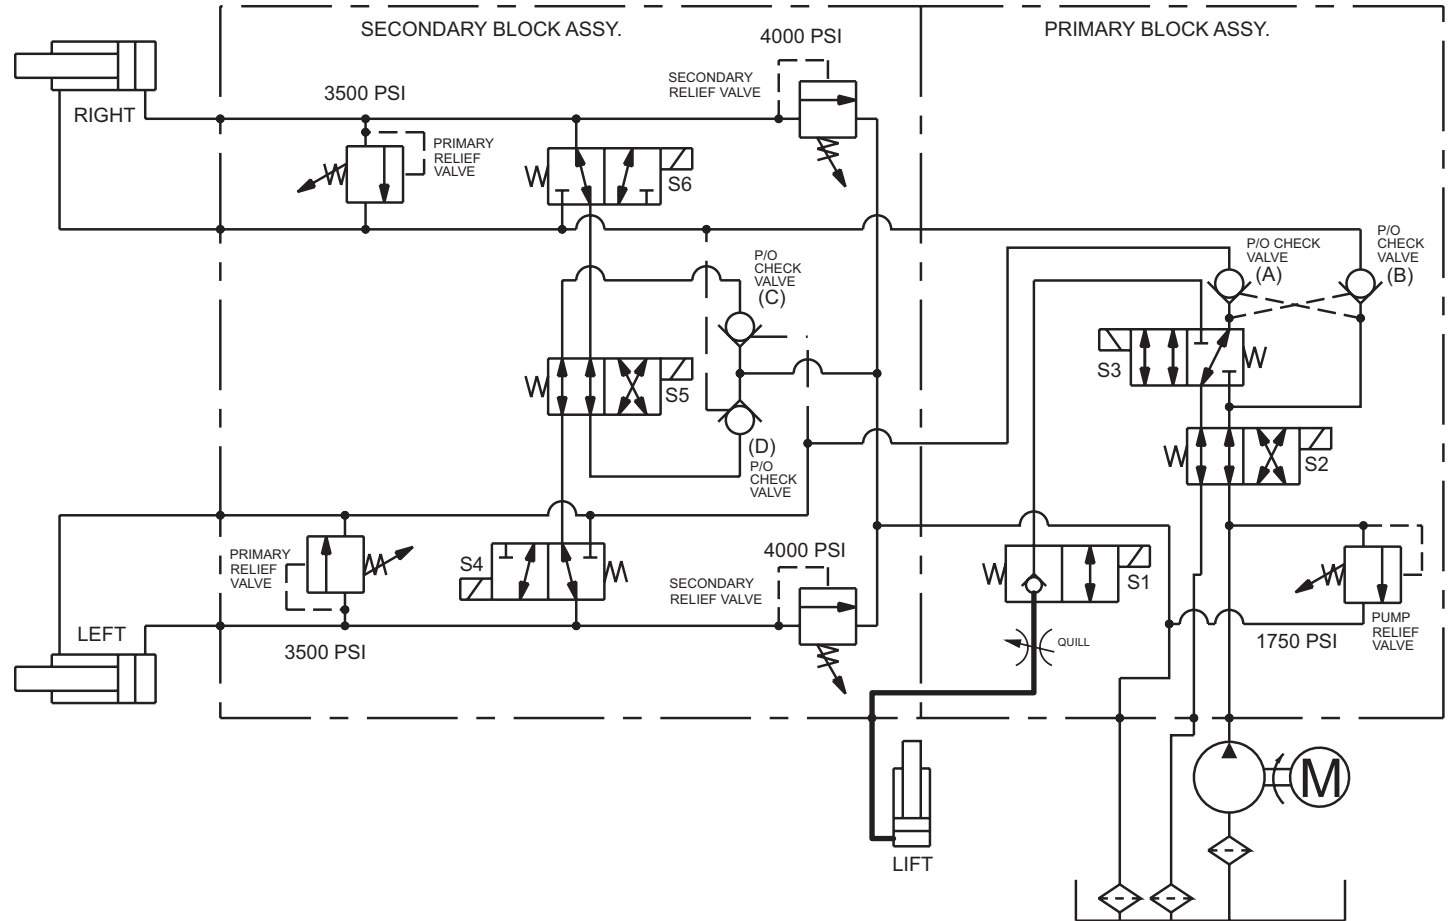 SECONDARY BLOCK ASSY.
PRIMARY BLOCK ASSY.
4000 PSI
SECONDARY
RELIEF VALVE
3500 PSI
RIGHT
PRIMARY
RELIEF
VALVE
S6
P/O
CHECK
VALVE
(C)
P/O CHECK
VALVE
(A)
P/O
CHECK
VALVE
(B)
S3
S5
(D)
P/O
CHECK
VALVE
S2
4000 PSI
PRIMARY
RELIEF
VALVE
S4
SECONDARY
RELIEF VALVE
S1
LEFT
3500 PSI
QUILL
1750 PSI
PUMP
RELIEF
VALVE
M
LIFT